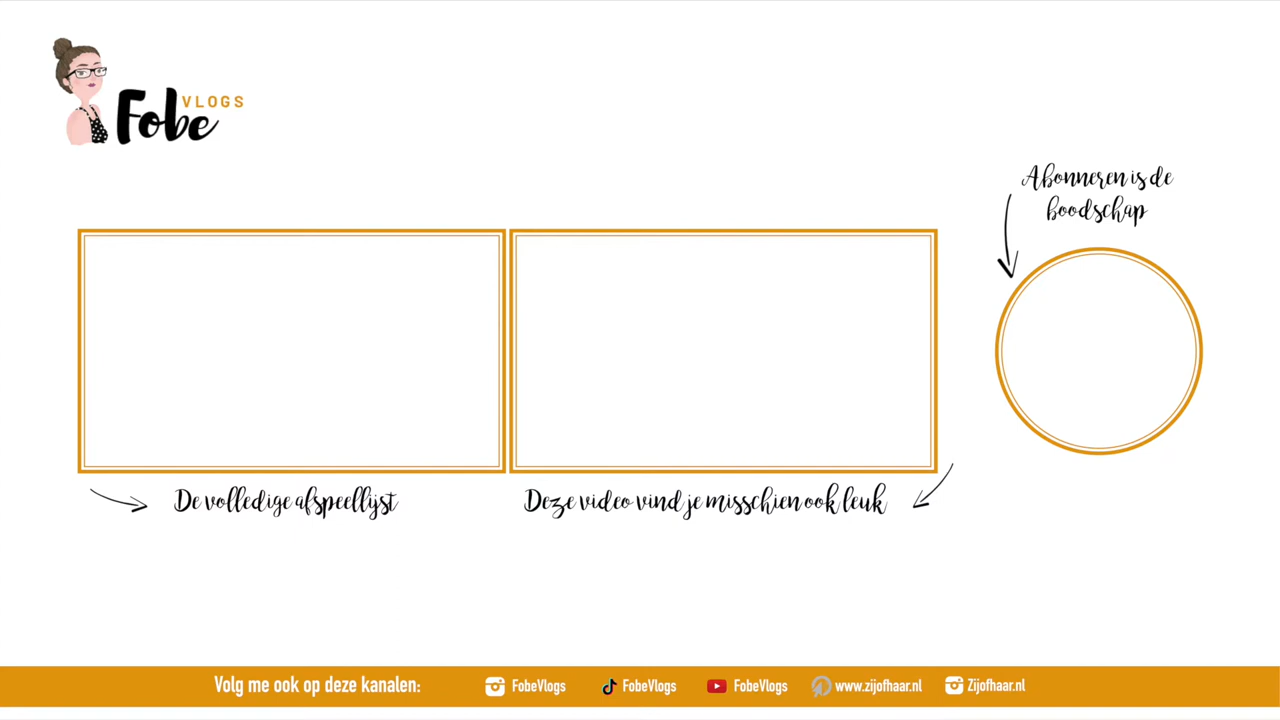 VLOGS
Fobe
Abonneren is de
boodschap
De volledige afspeellijst
Deze video vind je misschien ook leuk
Volg me ook op deze kanalen:
FobeVlogs
FobeVlogs
FobeVlogs
www.zijofhaar.nl
Zijofhaar.nl